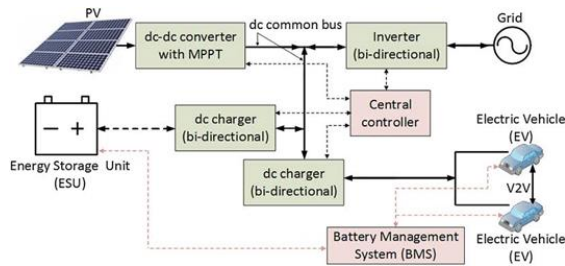 PV
dc common bus
Grid
dc-dc converter
with MPPT
Inverter
(bi-directional)
dc charger
(bi-directional)
Central
controller
− +
Energy Storage Unit
(ESU)
dc charger
(bi-directional)
Electric Vehicle
(EV)
V2V
Battery Management
System (BMS)
Electric Vehicle
(EV)